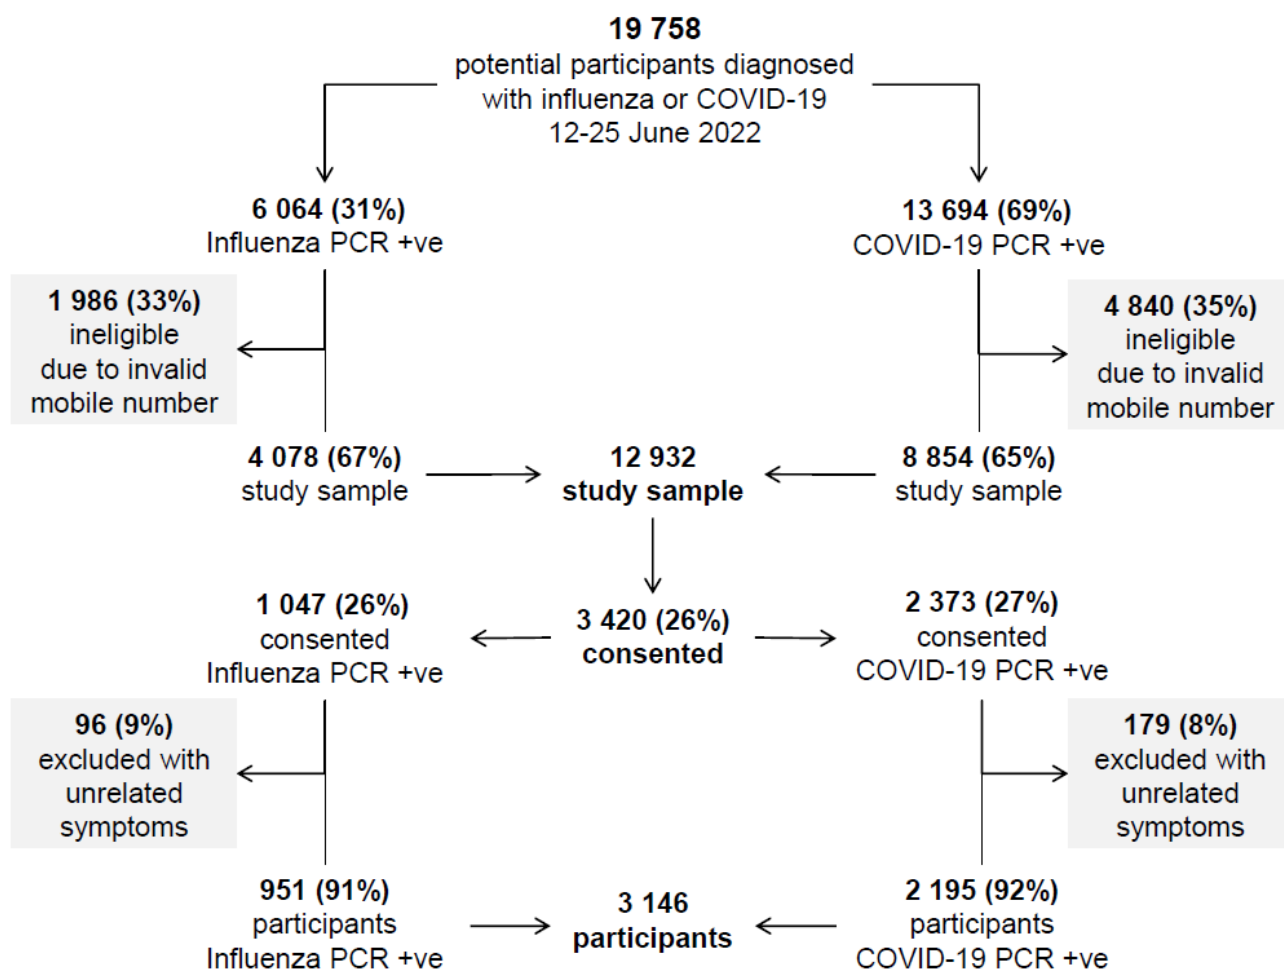 19 758
potential participants diagnosed
with influenza or COVID-19
12-25 June 2022
6 064 (31%)
Influenza PCR +ve
13 694 (69%)
COVID-19 PCR +ve
1 986 (33%)
ineligible
due to invalid
mobile number
4 840 (35%)
ineligible
due to invalid
mobile number
4 078 (67%)
study sample
12 932
study sample
8 854 (65%)
study sample
1 047 (26%)
consented
Influenza PCR +ve
3 420 (26%)
consented
2 373 (27%)
consented
COVID-19 PCR +ve
96 (9%)
excluded with
unrelated
symptoms
179 (8%)
excluded with
unrelated
symptoms
951 (91%)
participants
Influenza PCR +ve
3 146
participants
2 195 (92%)
participants
COVID-19 PCR +ve